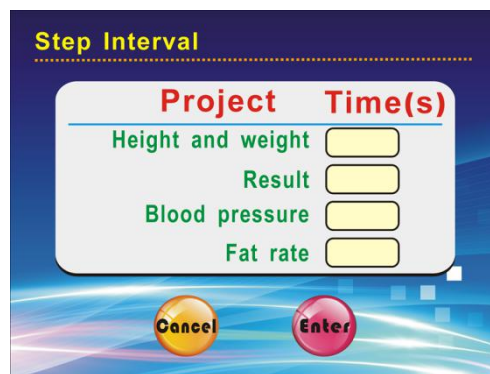 Step Interval
Project Time(s)
Height and weight
Result
Blood pressure
Fat rate
Cancel Enter